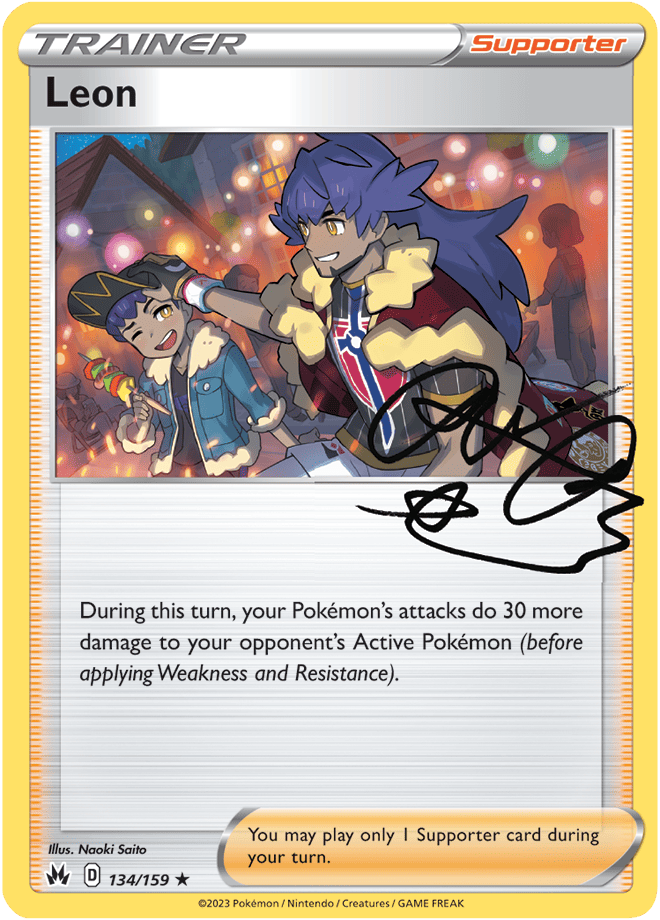 TRAINER Supporter
Leon
During this turn, your Pokémon's attacks do 30 more
damage to your opponent's Active Pokémon (before
applying Weakness and Resistance).
You may play only 1 Supporter card during
your turn.
Illus. Naoki Saito
D 134/159 ★
©2023 Pokémon / Nintendo / Creatures / GAME FREAK